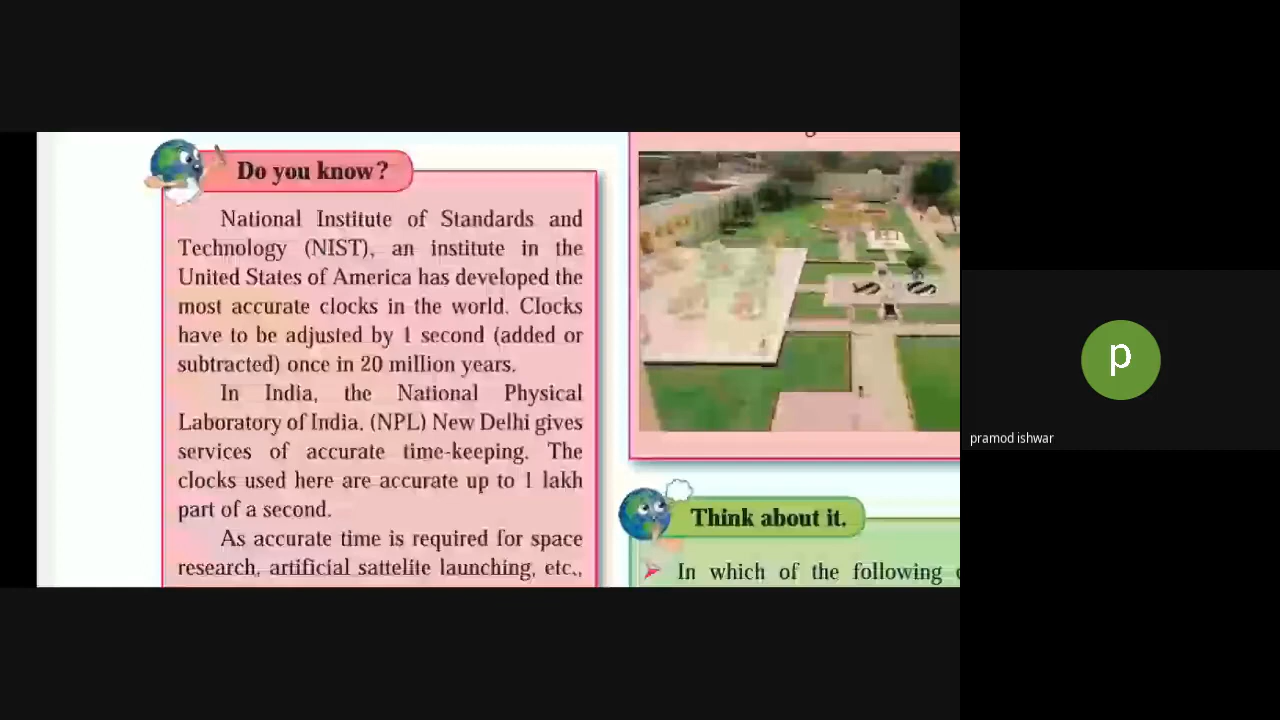 Do you know?
National Institute of Standards and
Technology (NIST), an institute in the
United States of America has developed the
most accurate clocks in the world. Clocks
have to be adjusted by 1 second (added or
subtracted) once in 20 million years.
In India, the National Physical
Laboratory of India, (NPL) New Delhi gives
services of accurate time-keeping. The
clocks used here are accurate up to 1 lakh
part of a second.
As accurate time is required for space
research, artificial sattelite launching, etc.,
Think about it.
In which of the following
p
pramod ishwar